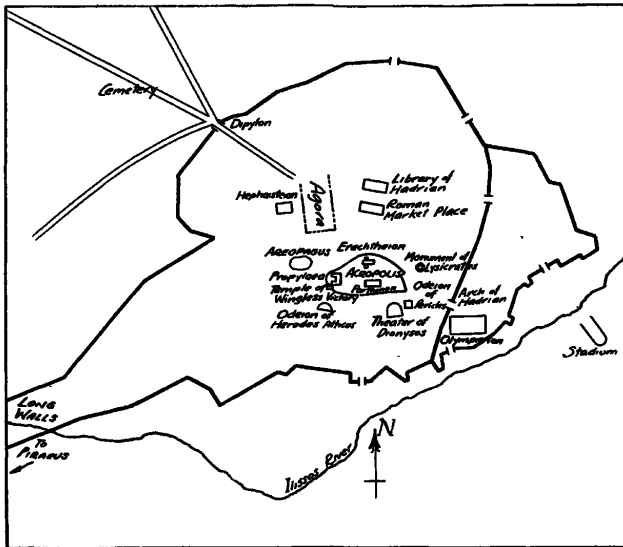 Cemetery
Dipylon
Library of
Hadrian
Hephaisteon
Agora
Roman
Market Place
Areopagus
Erechtheion
Monument of
Lysicrates
Propylaea
Acropolis
Temple of
Wingless Victory
Parthenon
Odeion of
Pericles
Arch of
Hadrian
Odeion of
Herodes Atticus
Theater of
Dionysos
Olympeion
Stadium
Long
Walls
To
Piraeus
Ilissos River
N